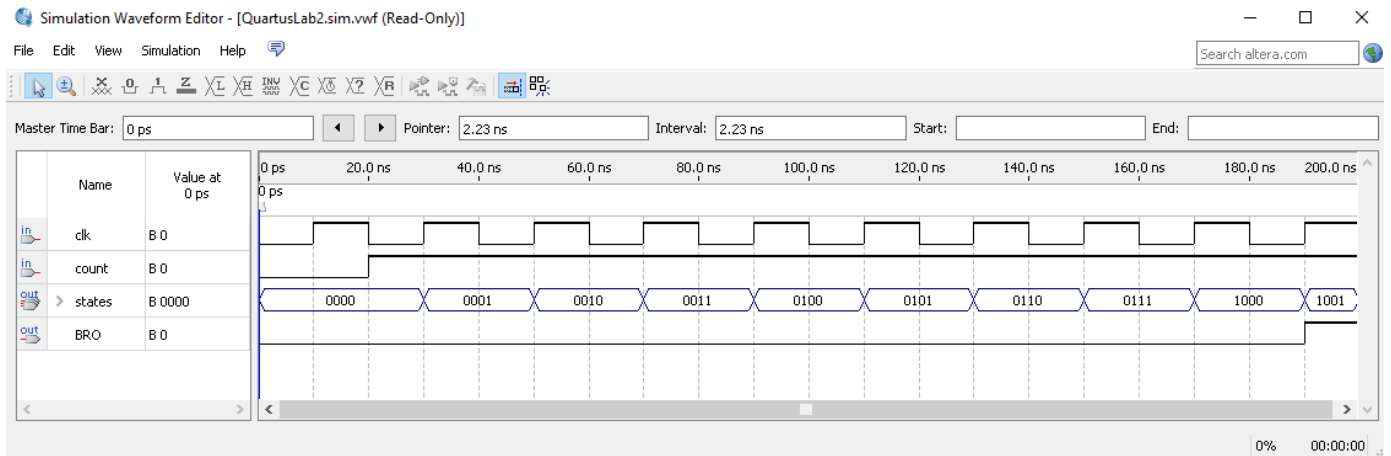 Simulation Waveform Editor - [QuartusLab2.sim.vwf (Read-Only)]
File Edit View Simulation Help
Search altera.com
Master Time Bar: 0 ps Pointer: 2.23 ns Interval: 2.23 ns Start: End:
Name Value at 0 ps
0 ps 20.0 ns 40.0 ns 60.0 ns 80.0 ns 100.0 ns 120.0 ns 140.0 ns 160.0 ns 180.0 ns 200.0 ns
0 ps
in clk B 0
in count B 0
out > states B 0000 0000 0001 0010 0011 0100 0101 0110 0111 1000 1001
out BRO B 0
0% 00:00:00